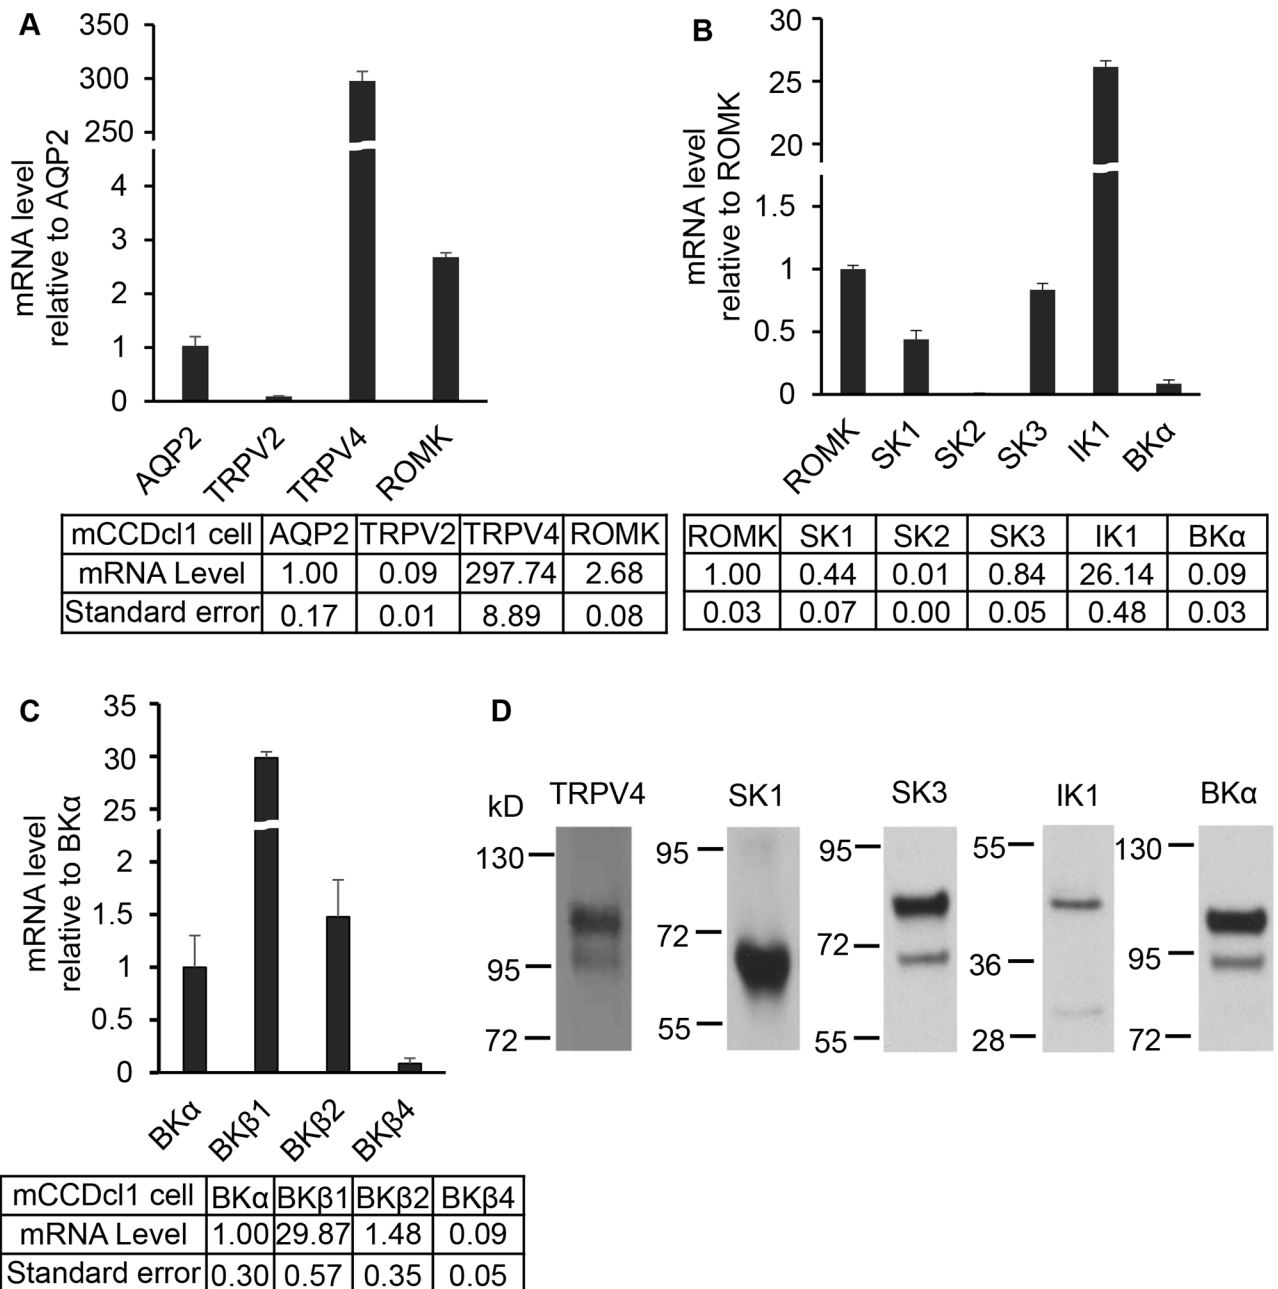 A
350
300
250
4
3
2
1
0
mRNA level
relative to AQP2
AQP2
TRPV2
TRPV4
ROMK
mCCDcl1 cell AQP2 TRPV2 TRPV4 ROMK
mRNA Level 1.00 0.09 297.74 2.68
Standard error 0.17 0.01 8.89 0.08
B
30
25
20
1.5
1
0.5
0
mRNA level
relative to ROMK
ROMK
SK1
SK2
SK3
IK1
BKα
ROMK SK1 SK2 SK3 IK1 BKα
1.00 0.44 0.01 0.84 26.14 0.09
0.03 0.07 0.00 0.05 0.48 0.03
C
35
30
25
2
1.5
1
0.5
0
mRNA level
relative to BKα
BKα
BKβ1
BKβ2
BKβ4
mCCDcl1 cell BKα BKβ1 BKβ2 BKβ4
mRNA Level 1.00 29.87 1.48 0.09
Standard error 0.30 0.57 0.35 0.05
D
kD
TRPV4
130
95
72
SK1
95
72
55
SK3
95
72
55
IK1
55
36
28
BKα
130
95
72